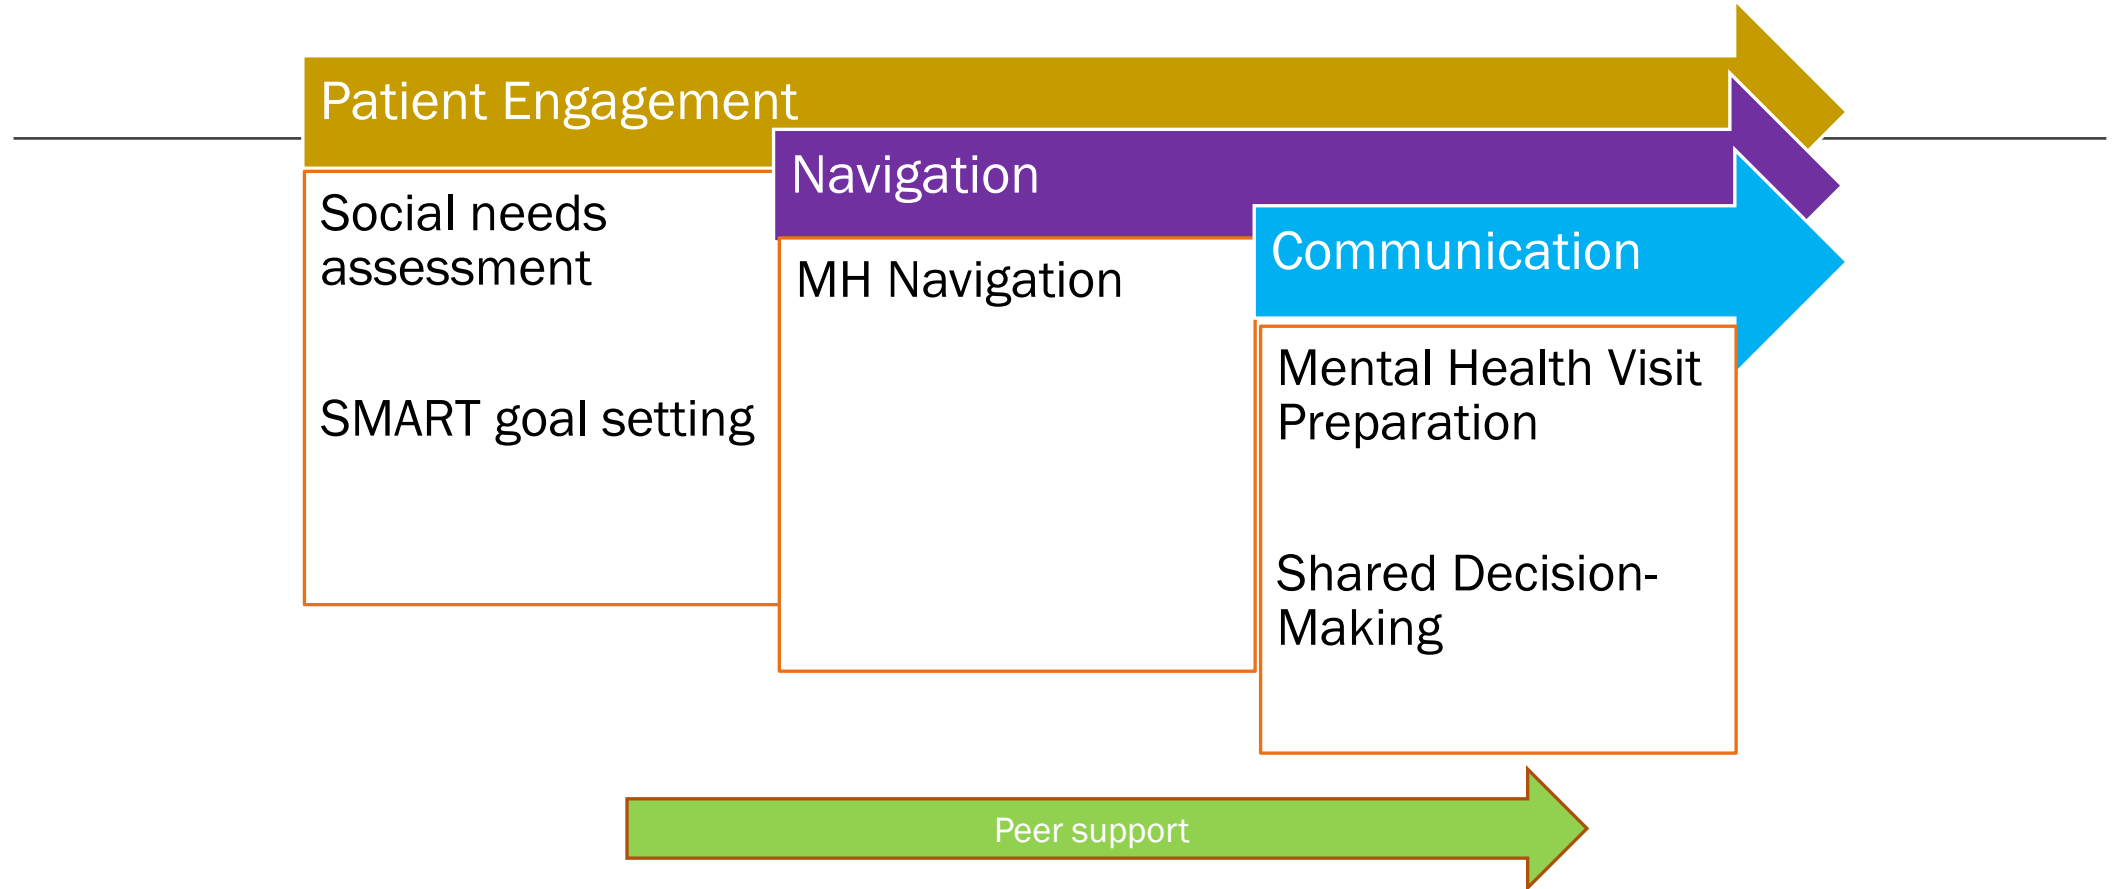 Patient Engagement
Social needs
assessment
SMART goal setting
Navigation
MH Navigation
Communication
Mental Health Visit
Preparation
Shared Decision-
Making
Peer support